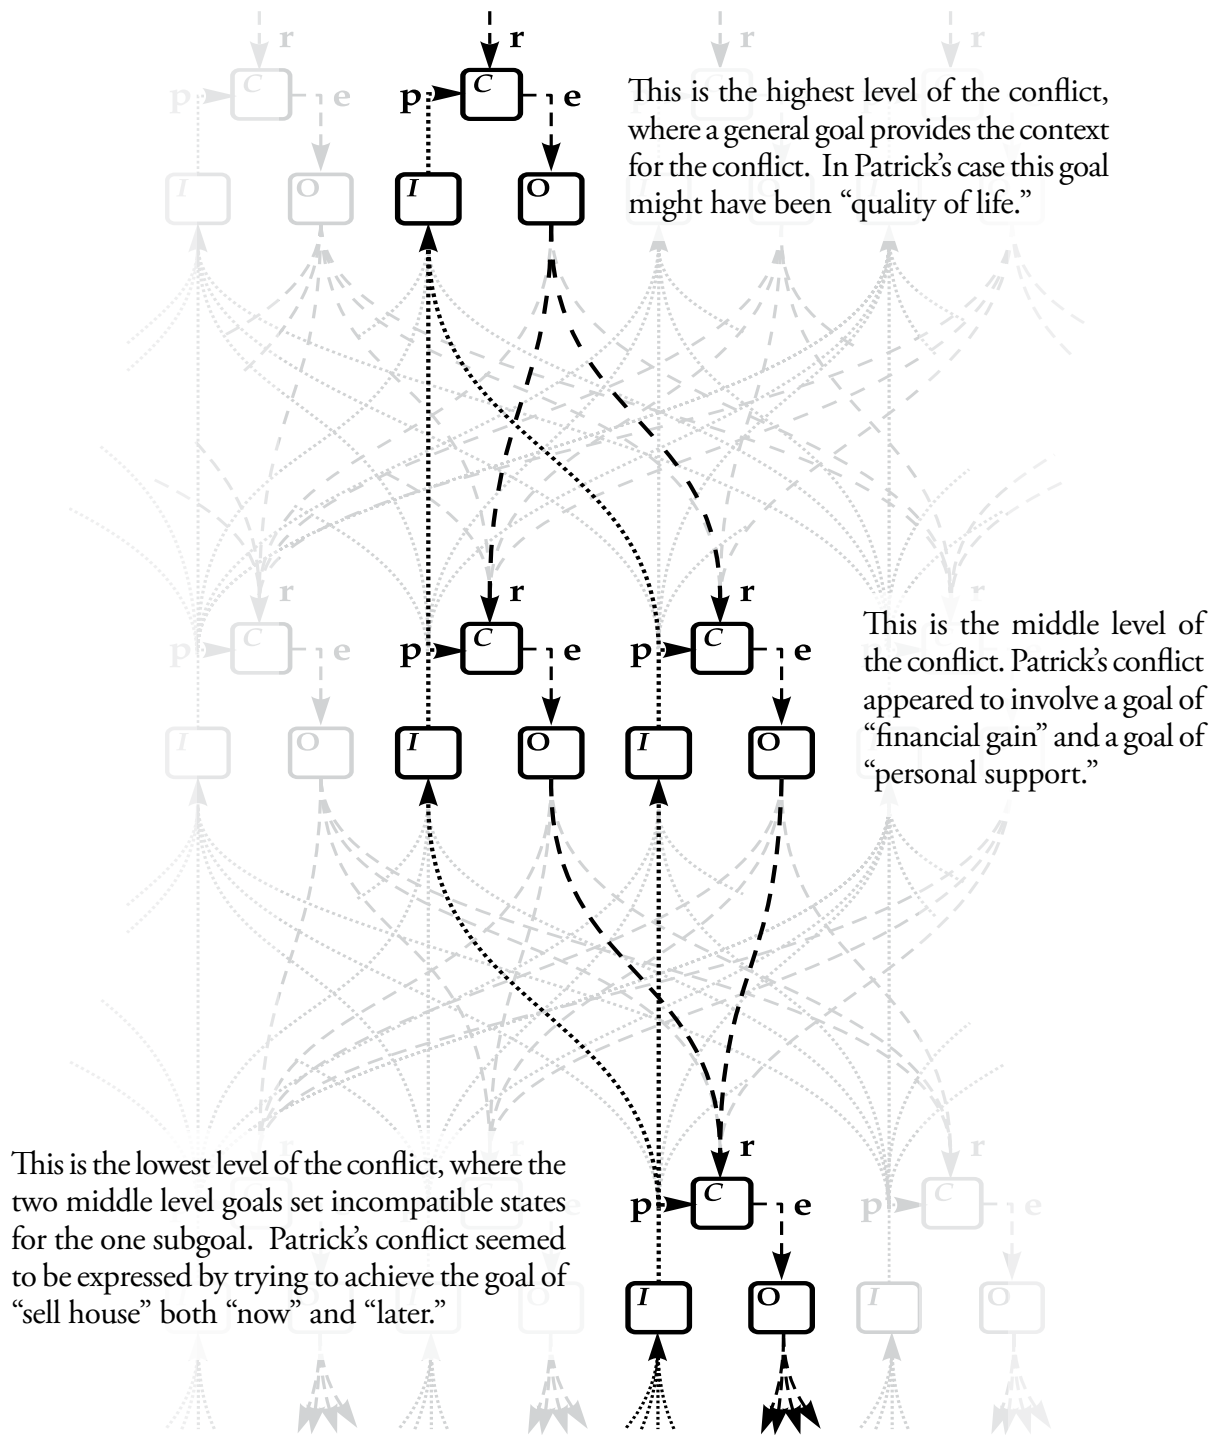 r r r r
C C C C
p e p e
This is the highest level of the conflict,
where a general goal provides the context
for the conflict.  In Patrick’s case this goal
might have been “quality of life.”
I O I O
r r r r
C C C
p e p e p e
This is the middle level of
the conflict. Patrick’s conflict
appeared to involve a goal of
“financial gain” and a goal of
“personal support.”
I O I O I O
r r r r
This is the lowest level of the conflict, where the
two middle level goals set incompatible states
for the one subgoal.  Patrick’s conflict seemed
to be expressed by trying to achieve the goal of
“sell house” both “now” and “later.”
C C
p e p e
I O I O